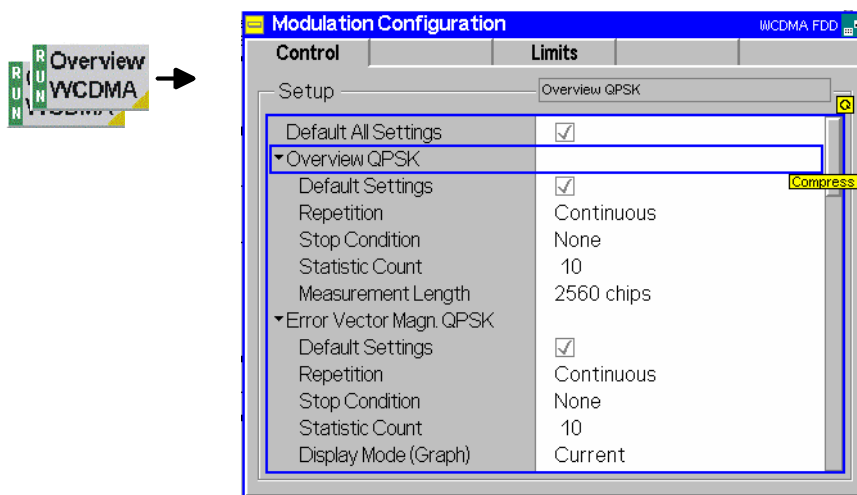 Modulation Configuration WCDMA FDD
Control Limits
RUN Overview WCDMA
RUN
Setup Overview QPSK
Default All Settings
Overview QPSK
Compress
Default Settings
Repetition Continuous
Stop Condition None
Statistic Count 10
Measurement Length 2560 chips
Error Vector Magn. QPSK
Default Settings
Repetition Continuous
Stop Condition None
Statistic Count 10
Display Mode (Graph) Current